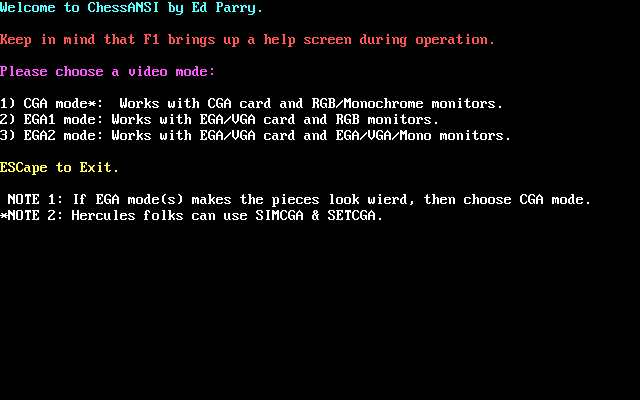 Welcome to ChessANSI by Ed Parry.
Keep in mind that F1 brings up a help screen during operation.
Please choose a video mode:
1) CGA mode*:  Works with CGA card and RGB/Monochrome monitors.
2) EGA1 mode: Works with EGA/VGA card and RGB monitors.
3) EGA2 mode: Works with EGA/VGA card and EGA/VGA/Mono monitors.
ESCape to Exit.
NOTE 1: If EGA mode(s) makes the pieces look wierd, then choose CGA mode.
*NOTE 2: Hercules folks can use SIMCGA & SETCGA.